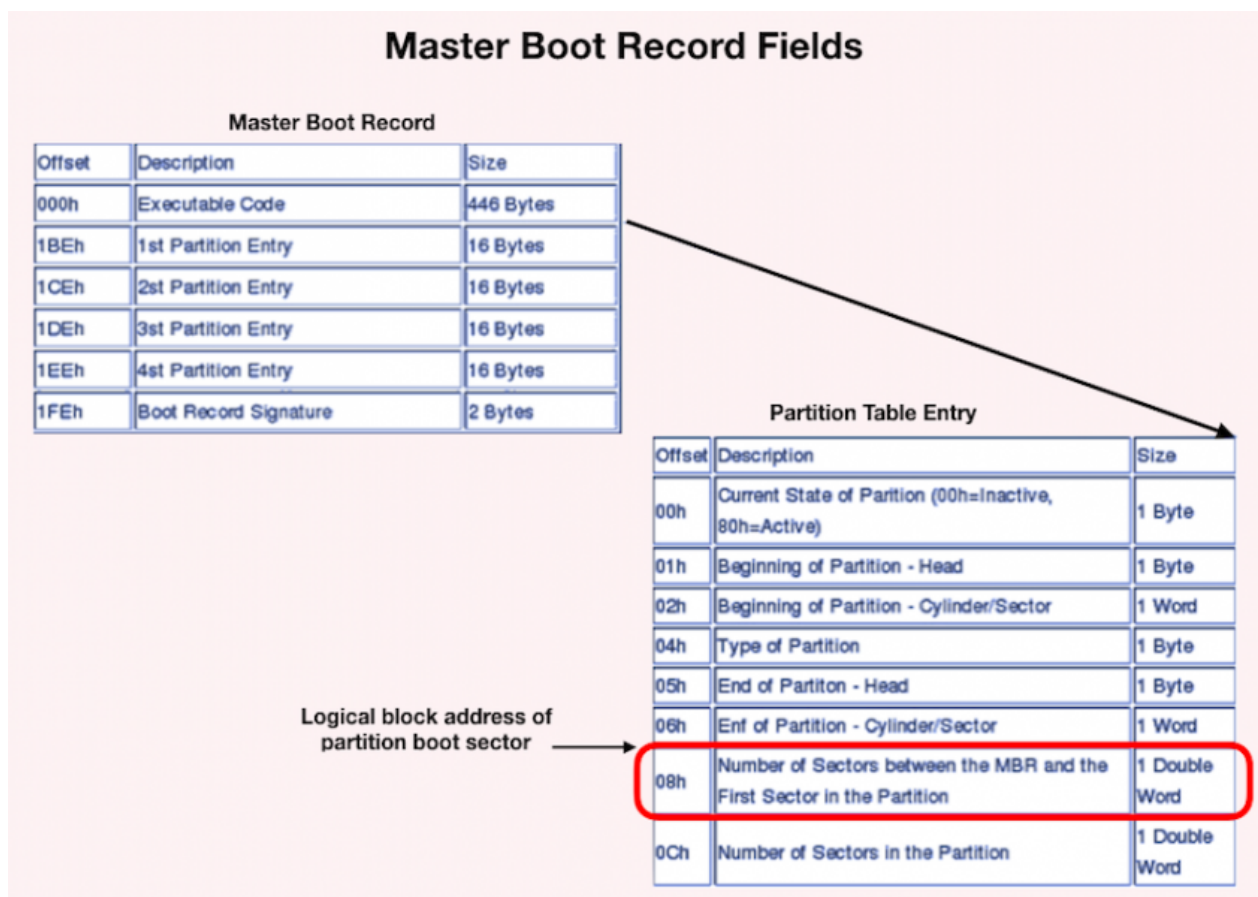 Master Boot Record Fields
Master Boot Record
Offset Description Size
000h Executable Code 446 Bytes
1BEh 1st Partition Entry 16 Bytes
1CEh 2st Partition Entry 16 Bytes
1DEh 3st Partition Entry 16 Bytes
1EEh 4st Partition Entry 16 Bytes
1FEh Boot Record Signature 2 Bytes
Partition Table Entry
Offset Description Size
00h Current State of Parition (00h=Inactive,
80h=Active) 1 Byte
01h Beginning of Partition - Head 1 Byte
02h Beginning of Partition - Cylinder/Sector 1 Word
04h Type of Partition 1 Byte
05h End of Partiton - Head 1 Byte
06h Enf of Partition - Cylinder/Sector 1 Word
Logical block address of
partition boot sector
08h Number of Sectors between the MBR and the 1 Double
First Sector in the Partition Word
0Ch Number of Sectors in the Partition 1 Double
Word